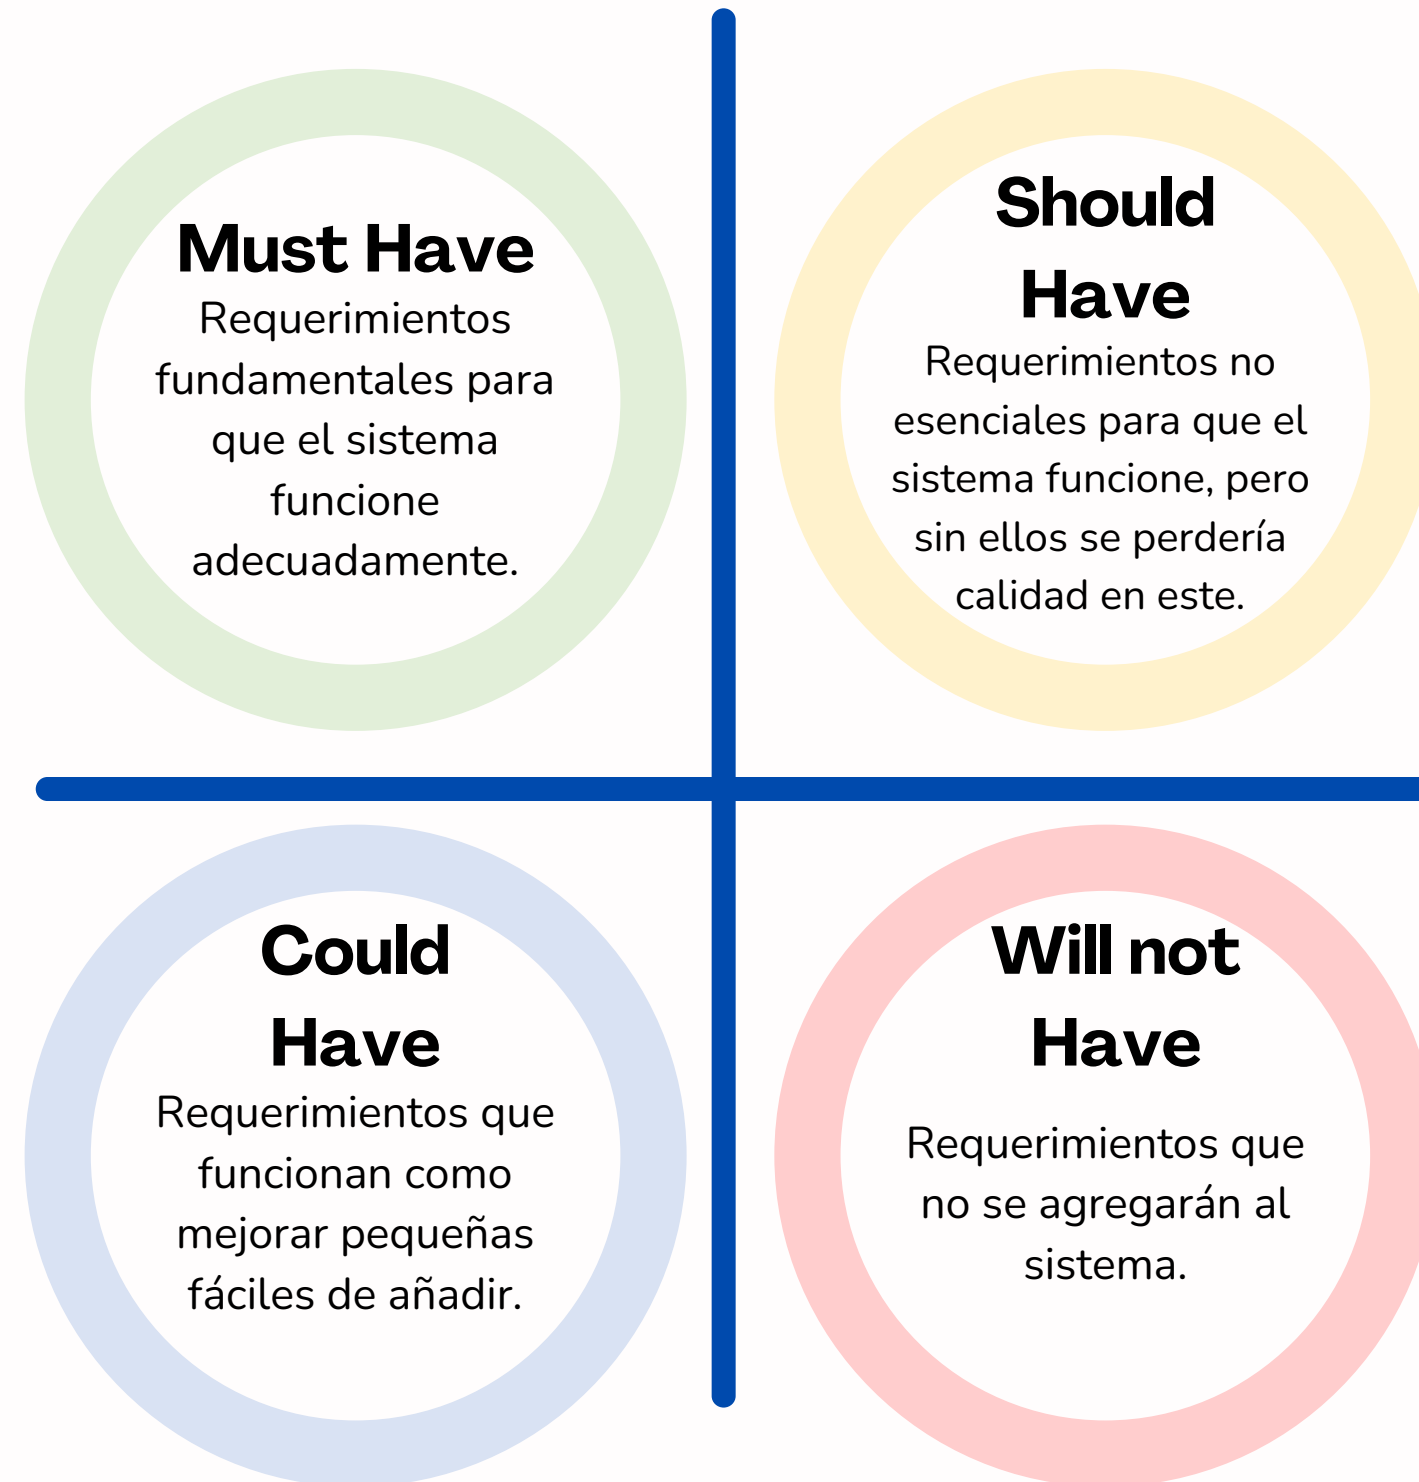 Must Have
Requerimientos
fundamentales para
que el sistema
funcione
adecuadamente.
Should
Have
Requerimientos no
esenciales para que el
sistema funcione, pero
sin ellos se perdería
calidad en este.
Could
Have
Requerimientos que
funcionan como
mejorar pequeñas
fáciles de añadir.
Will not
Have
Requerimientos que
no se agregarán al
sistema.